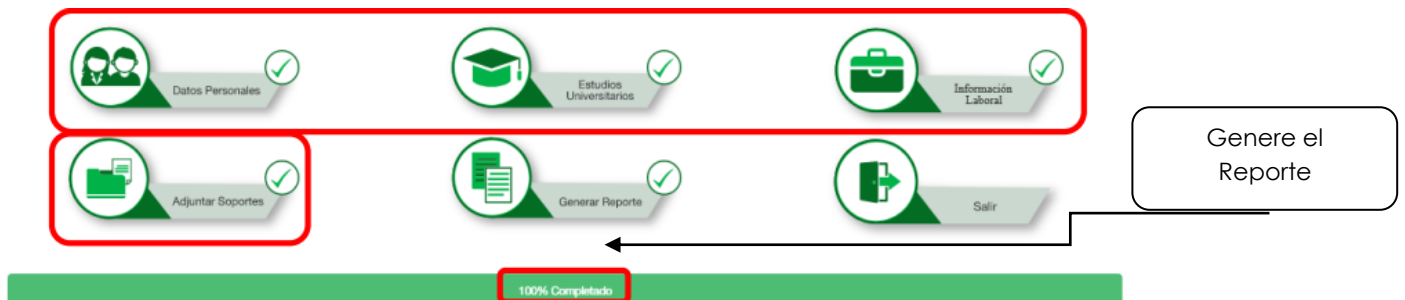 Datos Personales
Estudios
Universitarios
Información
Laboral
Genere el
Reporte
Adjuntar Soportes
Generar Reporte
Salir
100% Completado